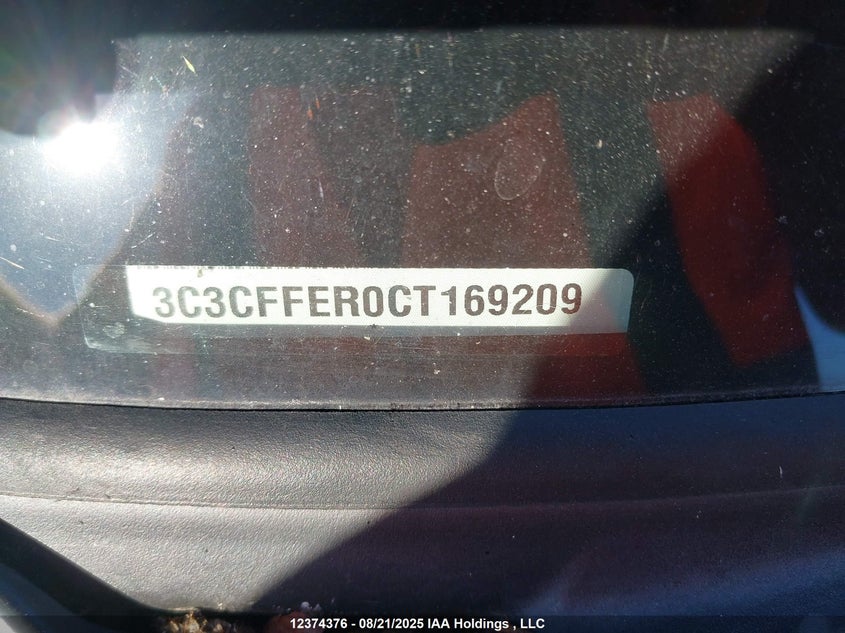 3C3CFFER0CT169209
12374376 - 08/21/2025 IAA Holdings , LLC